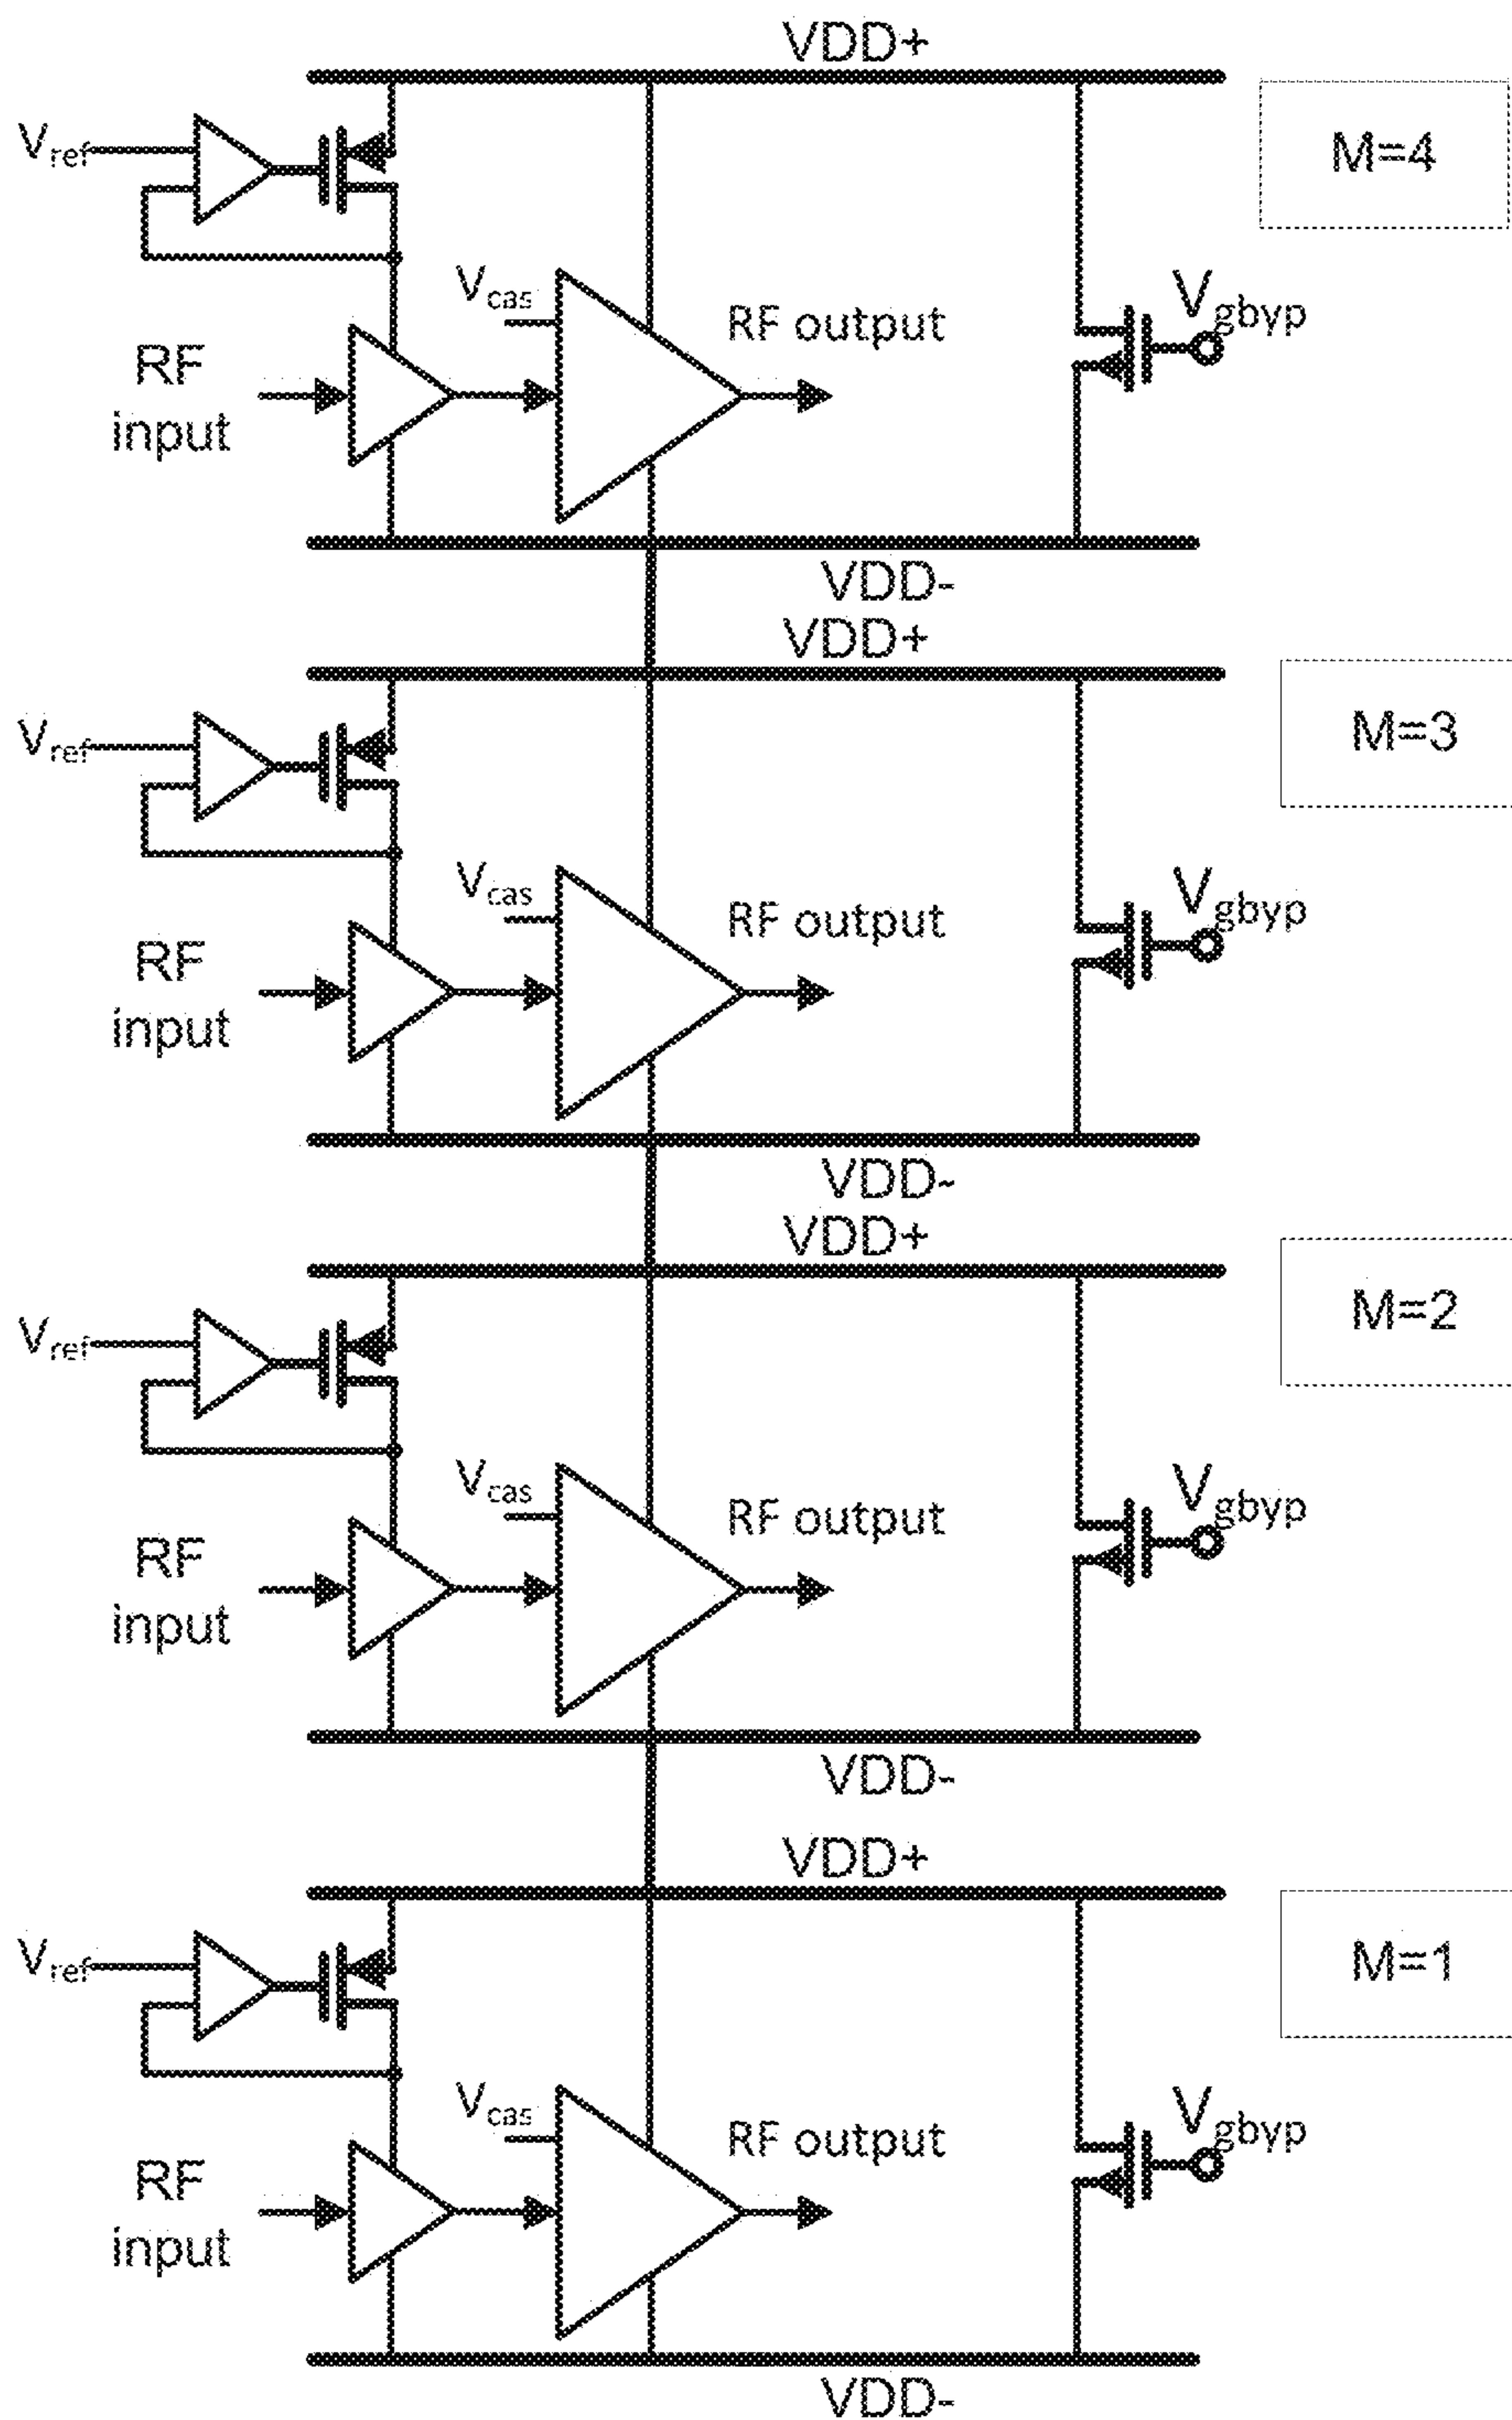 VDD+
M=4
Vref
Vcas
RF output
Vgbyp
RF
input
VDD-
VDD+
M=3
Vref
Vcas
RF output
Vgbyp
RF
input
VDD-
VDD+
M=2
Vref
Vcas
RF output
Vgbyp
RF
input
VDD-
VDD+
M=1
Vref
Vcas
RF output
Vgbyp
RF
input
VDD-